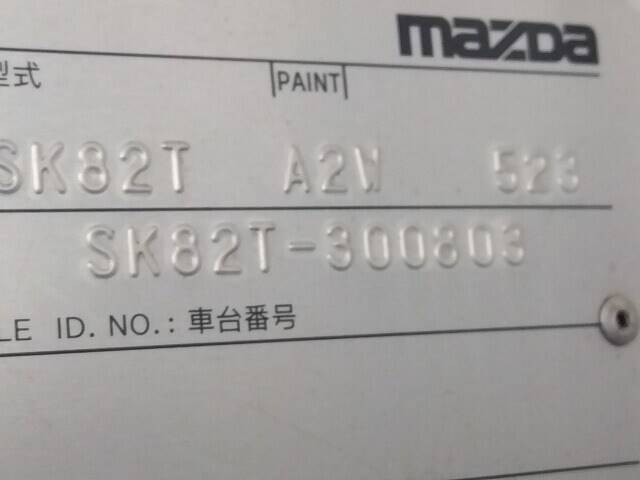 mazda
型式 PAINT
SK82T A2W 523
SK82T-300803
LE ID. NO.: 車台番号